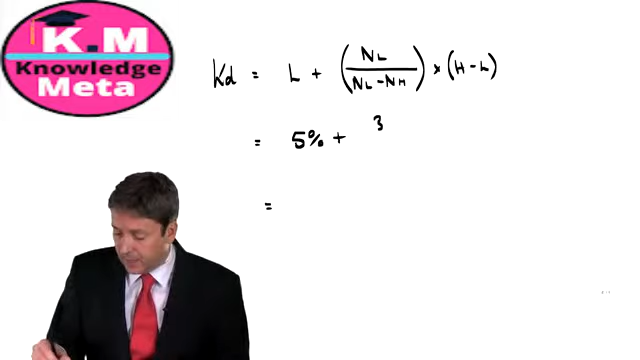 K.M
Knowledge
Meta
Kd = L + (NL / (NL - NH)) × (H - L)
= 5% + 3
=